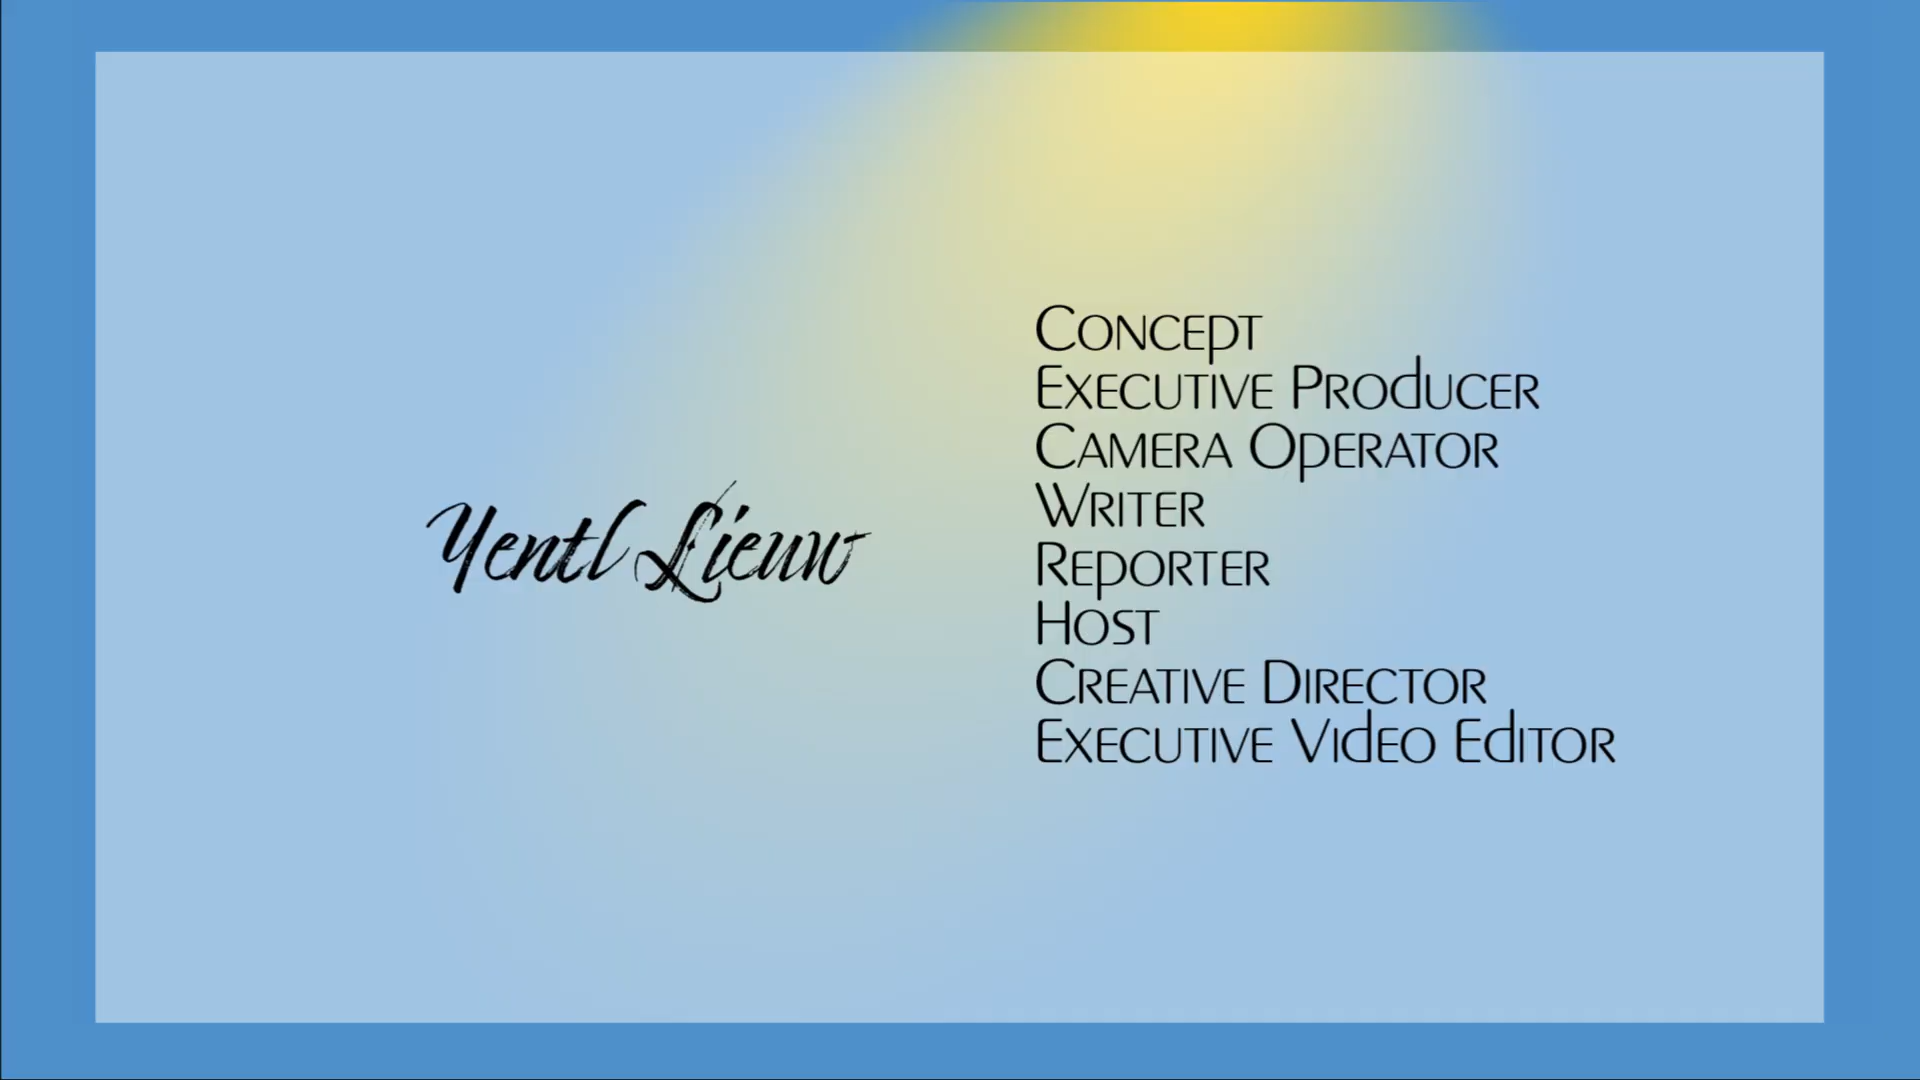 Yentl Lieuw
Concept
Executive Producer
Camera Operator
Writer
Reporter
Host
Creative Director
Executive Video Editor